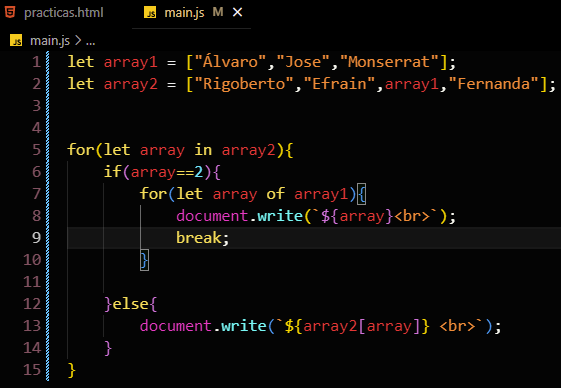 practicas.html
JS main.js M ×
JS main.js > ...
1 let array1 = ["Álvaro","Jose","Monserrat"];
2 let array2 = ["Rigoberto","Efrain",array1,"Fernanda"];
3
4
5 for(let array in array2){
6     if(array==2){
7         for(let array of array1){
8             document.write(`${array}<br>`);
9             break;
10         }
11
12     }else{
13         document.write(`${array2[array]} <br>`);
14     }
15 }